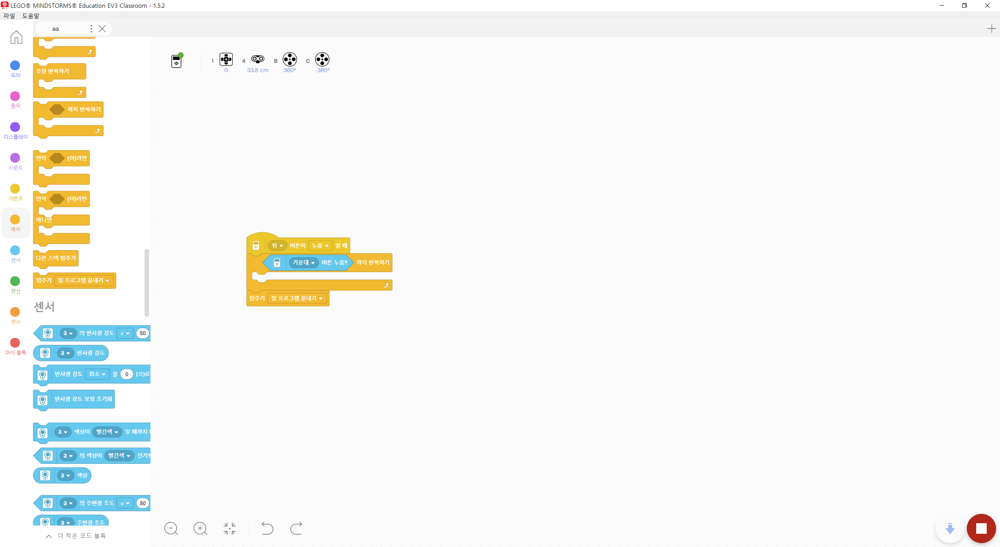 LEGO® MINDSTORMS® Education EV3 Classroom - 1.5.2
파일 도움말
aa
모터
동작
디스플레이
사운드
이벤트
제어
센서
연산
변수
마이 블록
무한 반복하기
까지 반복하기
만약 (이)라면
만약 (이)라면
아니면
다른 스택 멈추기
멈추기 및 프로그램 끝내기
센서
3 의 반사광 강도 < 50
3 반사광 강도
반사광 강도 최소 를 0 (으)로
반사광 강도 보정 초기화
3 색상이 빨간색 일 때까지
3 의 색상이 빨간색 인가?
3 색상
3 의 주변광 조도 < 50
3 주변광 조도
더 적은 코드 블록
1 4 B C
0 33.8 cm 360° -360°
위 버튼이 누름 일 때
가운데 버튼 누름? 까지 반복하기
멈추기 및 프로그램 끝내기